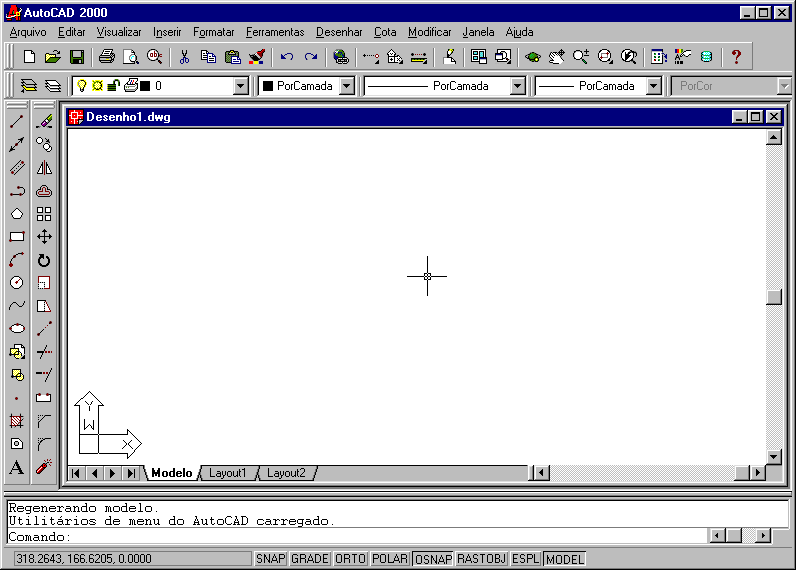 AutoCAD 2000
Arquivo Editar Visualizar Inserir Formatar Ferramentas Desenhar Cota Modificar Janela Ajuda
0 PorCamada PorCamada PorCamada PorCor
Desenho1.dwg
Y
W
X
Modelo Layout1 Layout2
A
Regenerando modelo.
Utilitários de menu do AutoCAD carregado.
Comando:
318.2643, 166.6205, 0.0000 SNAP GRADE ORTO POLAR OSNAP RASTOBJ ESPL MODEL